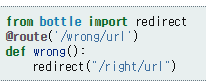 from bottle import redirect
@route('/wrong/url')
def wrong():
    redirect("/right/url")